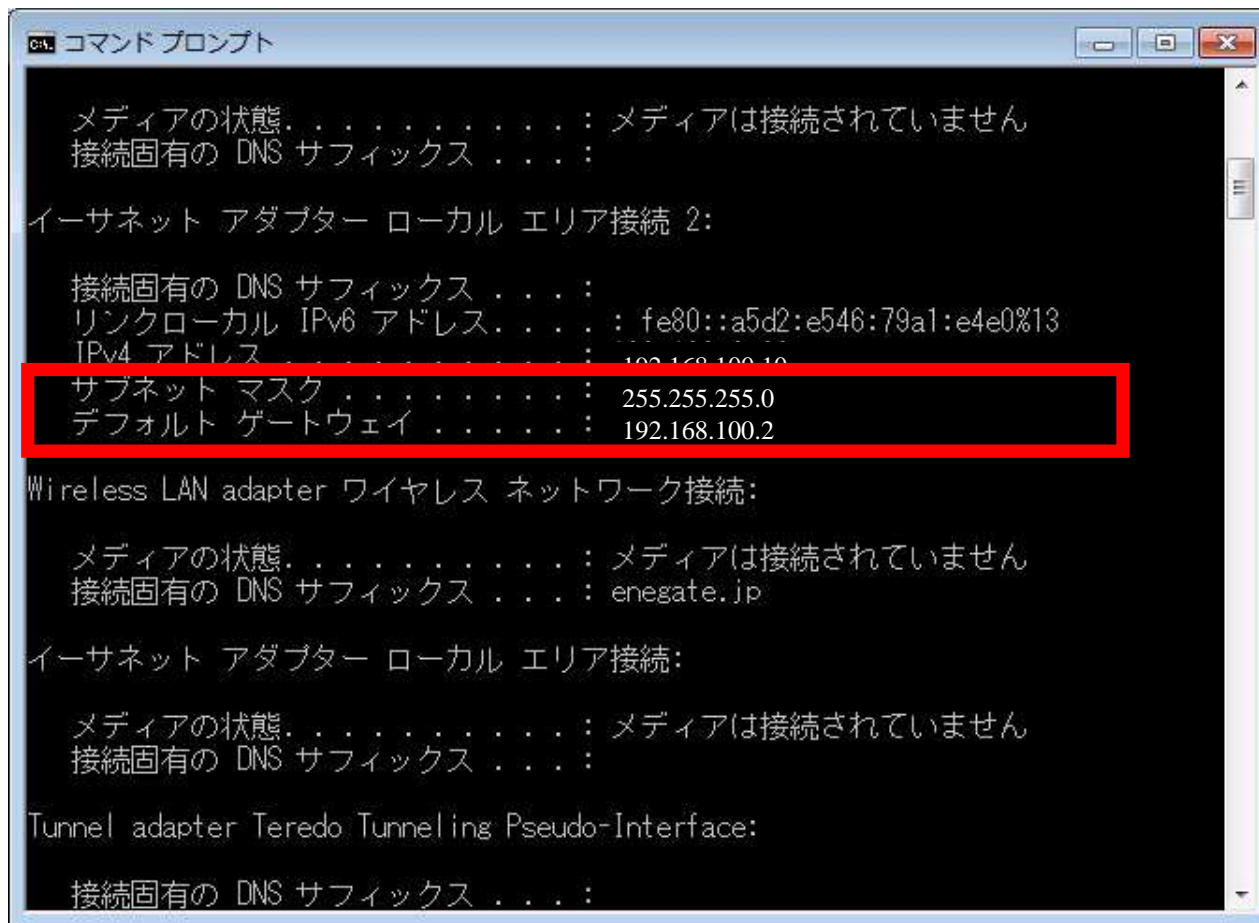 コマンド プロンプト
メディアの状態. . . . . . . . . . . : メディアは接続されていません
接続固有の DNS サフィックス . . . :
イーサネット アダプター ローカル エリア接続 2:
接続固有の DNS サフィックス . . . :
リンクローカル IPv6 アドレス. . . . : fe80::a5d2:e546:79a1:e4e0%13
IPv4 アドレス . . . . . . . . . . . : 192.168.100.10
サブネット マスク . . . . . . . . . : 255.255.255.0
デフォルト ゲートウェイ . . . . . : 192.168.100.2
Wireless LAN adapter ワイヤレス ネットワーク接続:
メディアの状態. . . . . . . . . . . : メディアは接続されていません
接続固有の DNS サフィックス . . . : enegate.jp
イーサネット アダプター ローカル エリア接続:
メディアの状態. . . . . . . . . . . : メディアは接続されていません
接続固有の DNS サフィックス . . . :
Tunnel adapter Teredo Tunneling Pseudo-Interface:
接続固有の DNS サフィックス . . . :